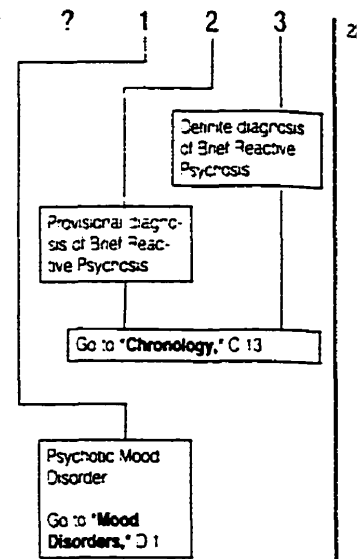 ? 1 2 3
Definite diagnosis
of Brief Reactive
Psychosis
Provisional diagno-
sis of Brief Reac-
tive Psychosis
Go to "Chronology," C 13
Psychotic Mood
Disorder
Go to "Mood
Disorders," D 1